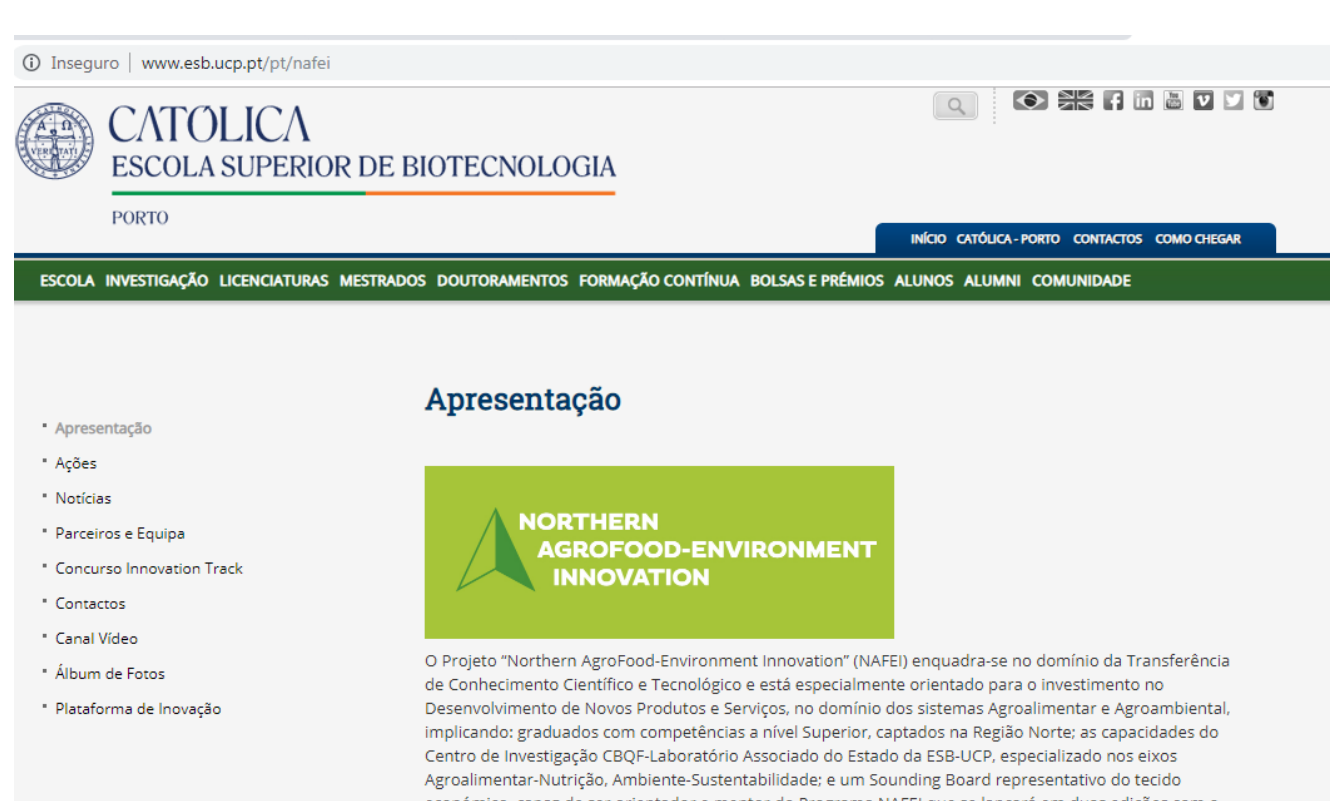 Inseguro | www.esb.ucp.pt/pt/nafei
CATÓLICA
ESCOLA SUPERIOR DE BIOTECNOLOGIA
PORTO
INÍCIO CATÓLICA - PORTO CONTACTOS COMO CHEGAR
ESCOLA INVESTIGAÇÃO LICENCIATURAS MESTRADOS DOUTORAMENTOS FORMAÇÃO CONTÍNUA BOLSAS E PRÉMIOS ALUNOS ALUMNI COMUNIDADE
Apresentação
Apresentação
Ações
Notícias
Parceiros e Equipa
Concurso Innovation Track
Contactos
Canal Vídeo
Álbum de Fotos
Plataforma de Inovação
NORTHERN
AGROFOOD-ENVIRONMENT
INNOVATION
O Projeto “Northern AgroFood-Environment Innovation” (NAFEI) enquadra-se no domínio da Transferência
de Conhecimento Científico e Tecnológico e está especialmente orientado para o investimento no
Desenvolvimento de Novos Produtos e Serviços, no domínio dos sistemas Agroalimentar e Agroambiental,
implicando: graduados com competências a nível Superior, captados na Região Norte; as capacidades do
Centro de Investigação CBQF-Laboratório Associado do Estado da ESB-UCP, especializado nos eixos
Agroalimentar-Nutrição, Ambiente-Sustentabilidade; e um Sounding Board representativo do tecido